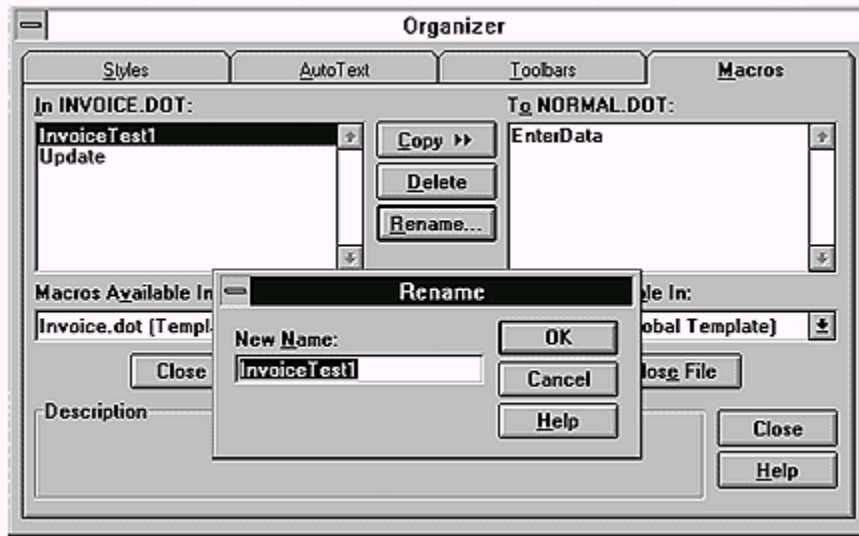 Organizer
Styles AutoText Toolbars Macros
In INVOICE.DOT: To NORMAL.DOT:
InvoiceTest1 Copy EnterData
Update
Delete
Rename...
Macros Available In Rename le In:
Invoice.dot (Templ New Name: OK obal Template)
InvoiceTest1
Close Cancel lose File
Description Help Close
Help